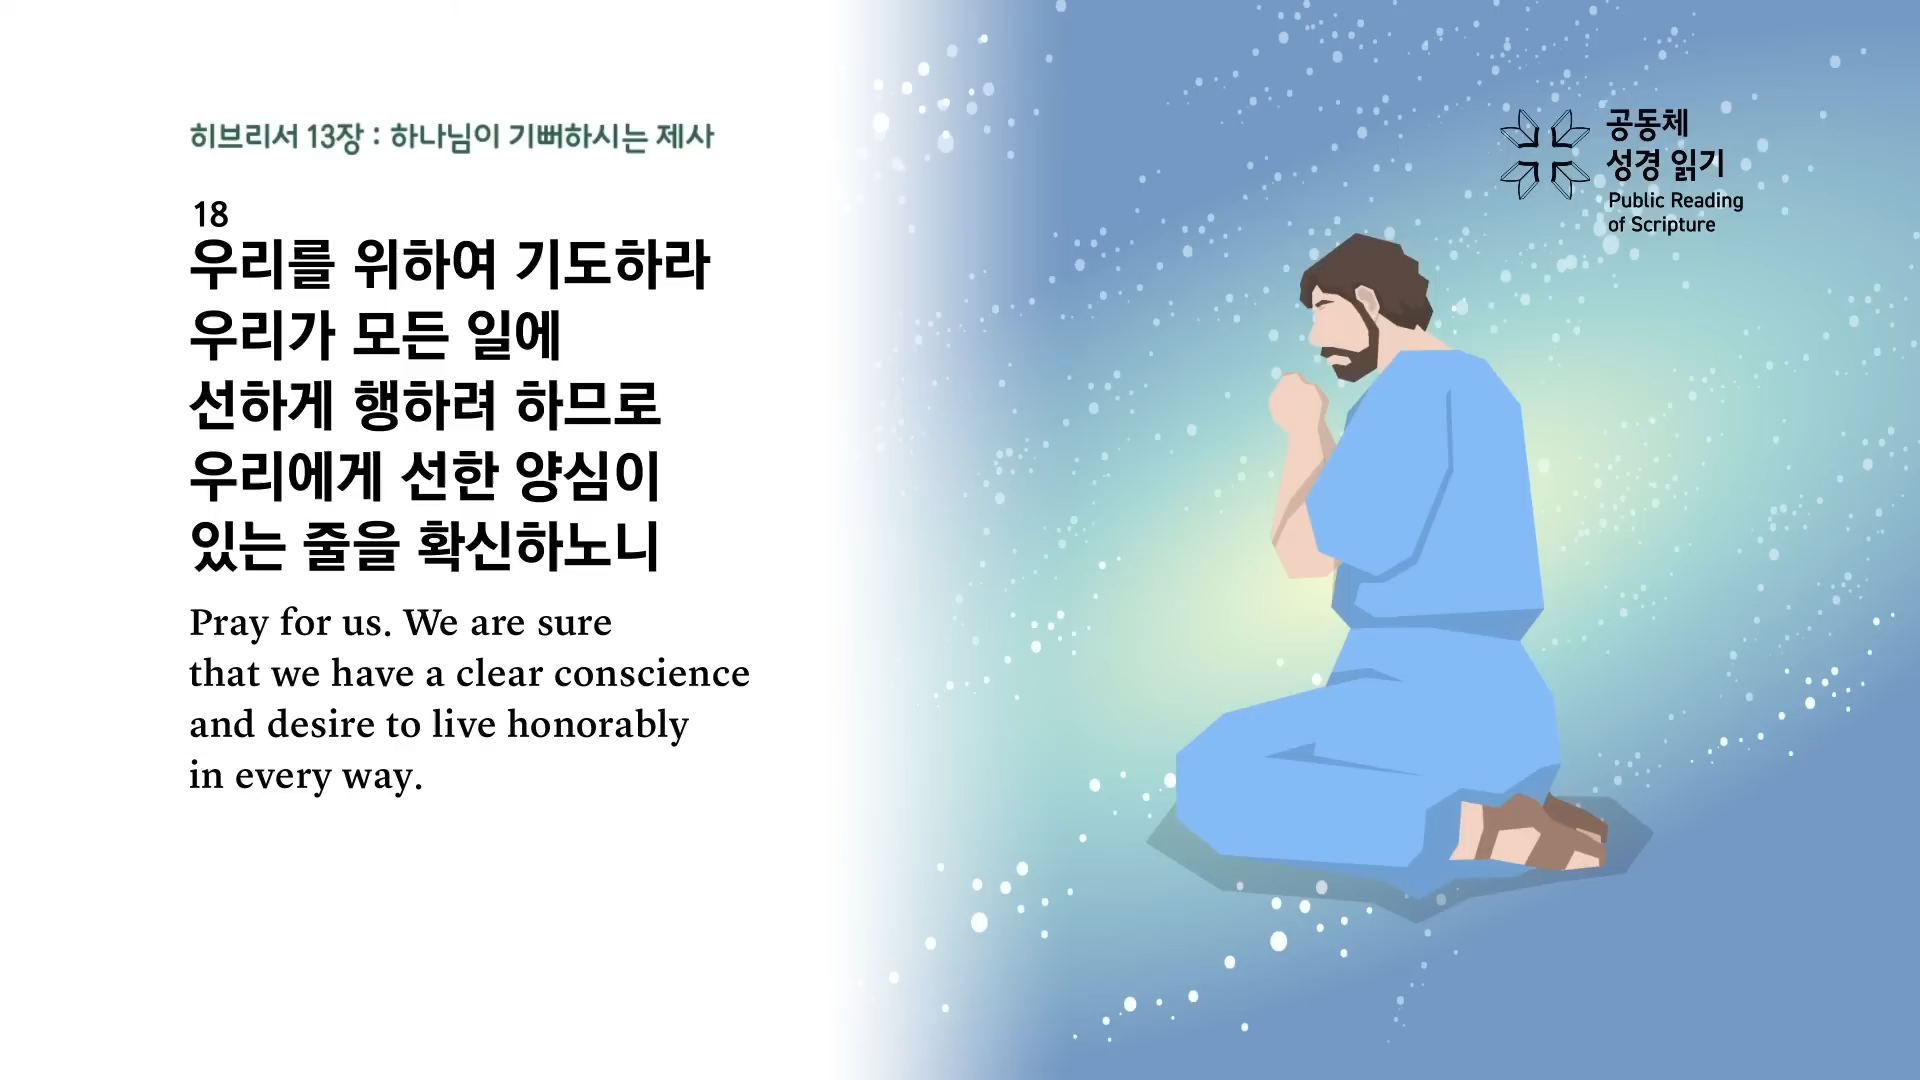 히브리서 13장 : 하나님이 기뻐하시는 제사
18
우리를 위하여 기도하라
우리가 모든 일에
선하게 행하려 하므로
우리에게 선한 양심이
있는 줄을 확신하노니
Pray for us. We are sure
that we have a clear conscience
and desire to live honorably
in every way.
공동체
성경 읽기
Public Reading
of Scripture